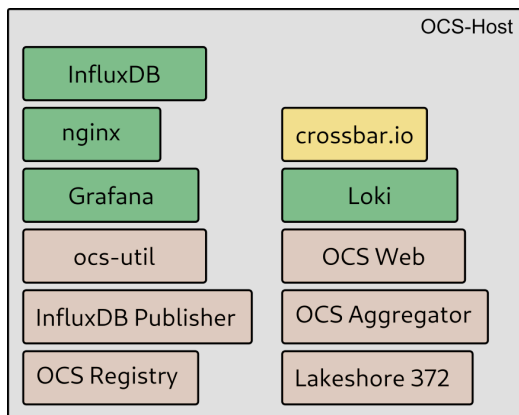 OCS-Host
InfluxDB
nginx
crossbar.io
Grafana
Loki
ocs-util
OCS Web
InfluxDB Publisher
OCS Aggregator
OCS Registry
Lakeshore 372